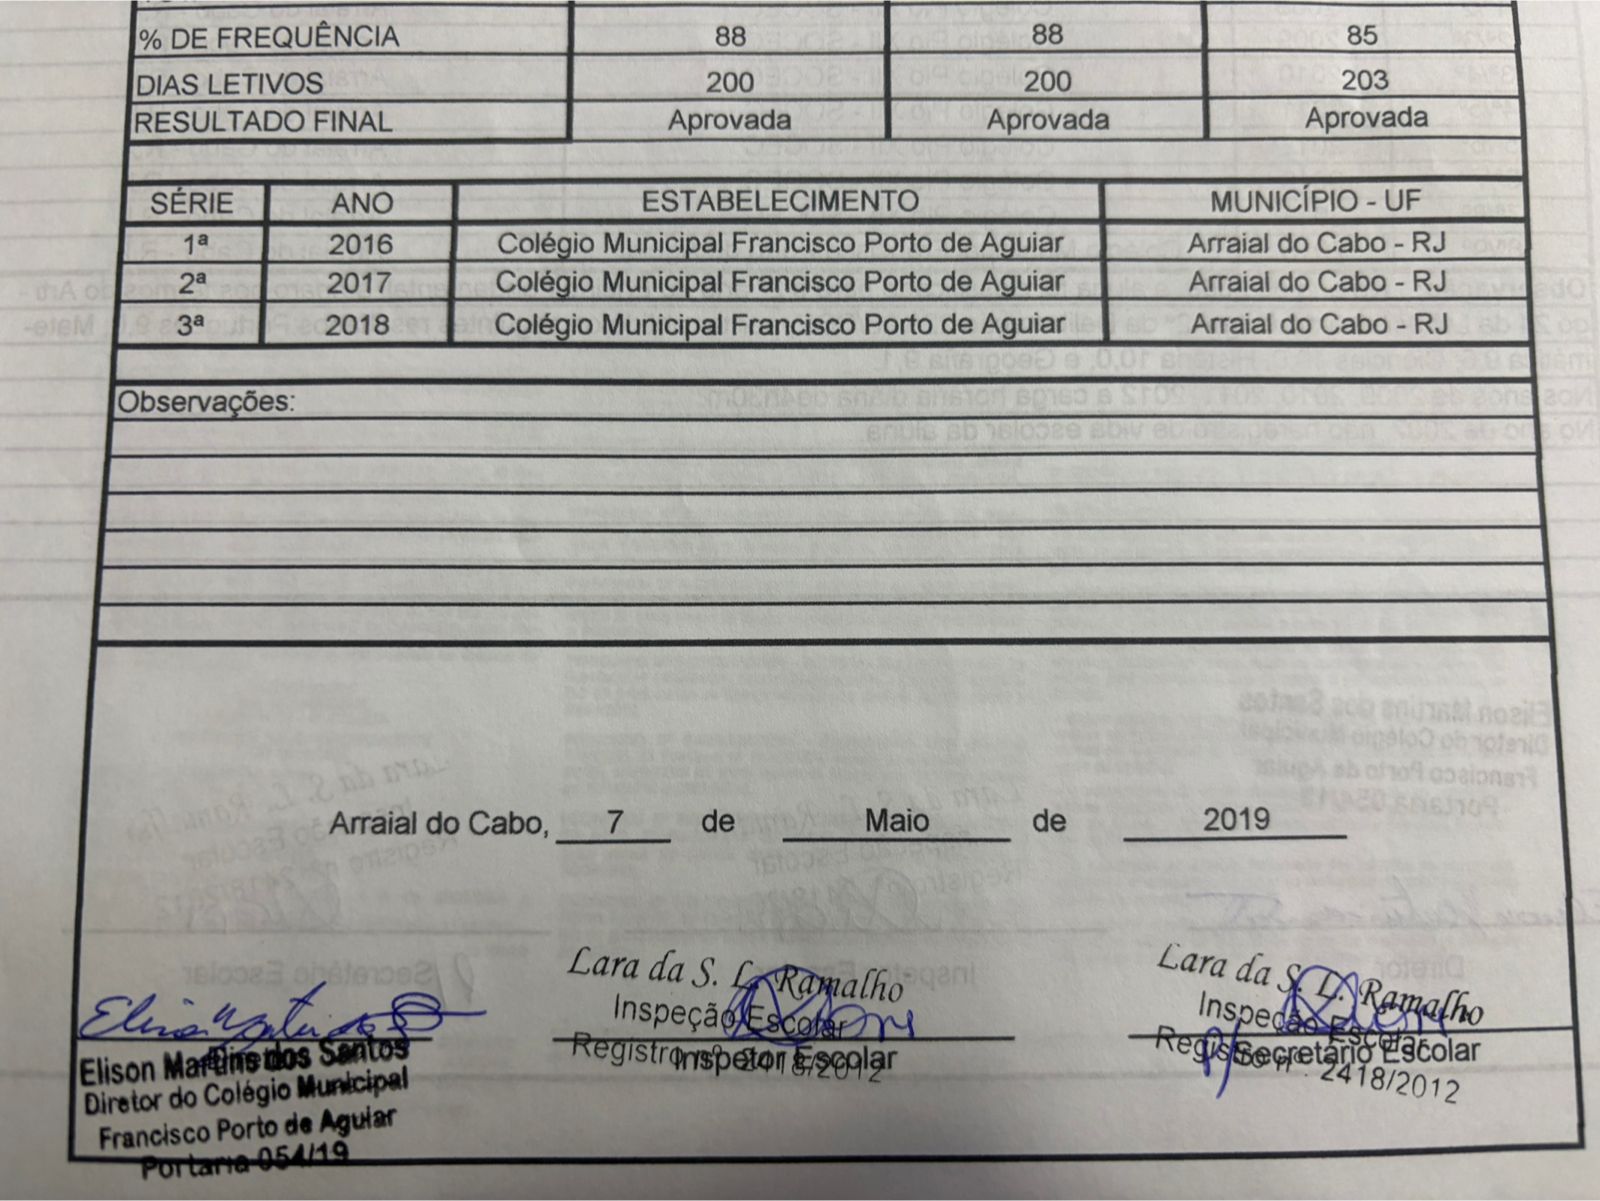 % DE FREQUÊNCIA 88 88 85
DIAS LETIVOS 200 200 203
RESULTADO FINAL Aprovada Aprovada Aprovada
SÉRIE ANO ESTABELECIMENTO MUNICÍPIO - UF
1ª 2016 Colégio Municipal Francisco Porto de Aguiar Arraial do Cabo - RJ
2ª 2017 Colégio Municipal Francisco Porto de Aguiar Arraial do Cabo - RJ
3ª 2018 Colégio Municipal Francisco Porto de Aguiar Arraial do Cabo - RJ
Observações:
Arraial do Cabo, 7 de Maio de 2019
Elison Martins dos Santos
Diretor do Colégio Municipal
Francisco Porto de Aguiar
Portaria 054/19
Lara da S. L. Ramalho
Inspeção Escolar
Registro nº 2418/2012
Inspetor Escolar
Lara da S. L. Ramalho
Inspeção Escolar
Registro nº 2418/2012
Secretário Escolar